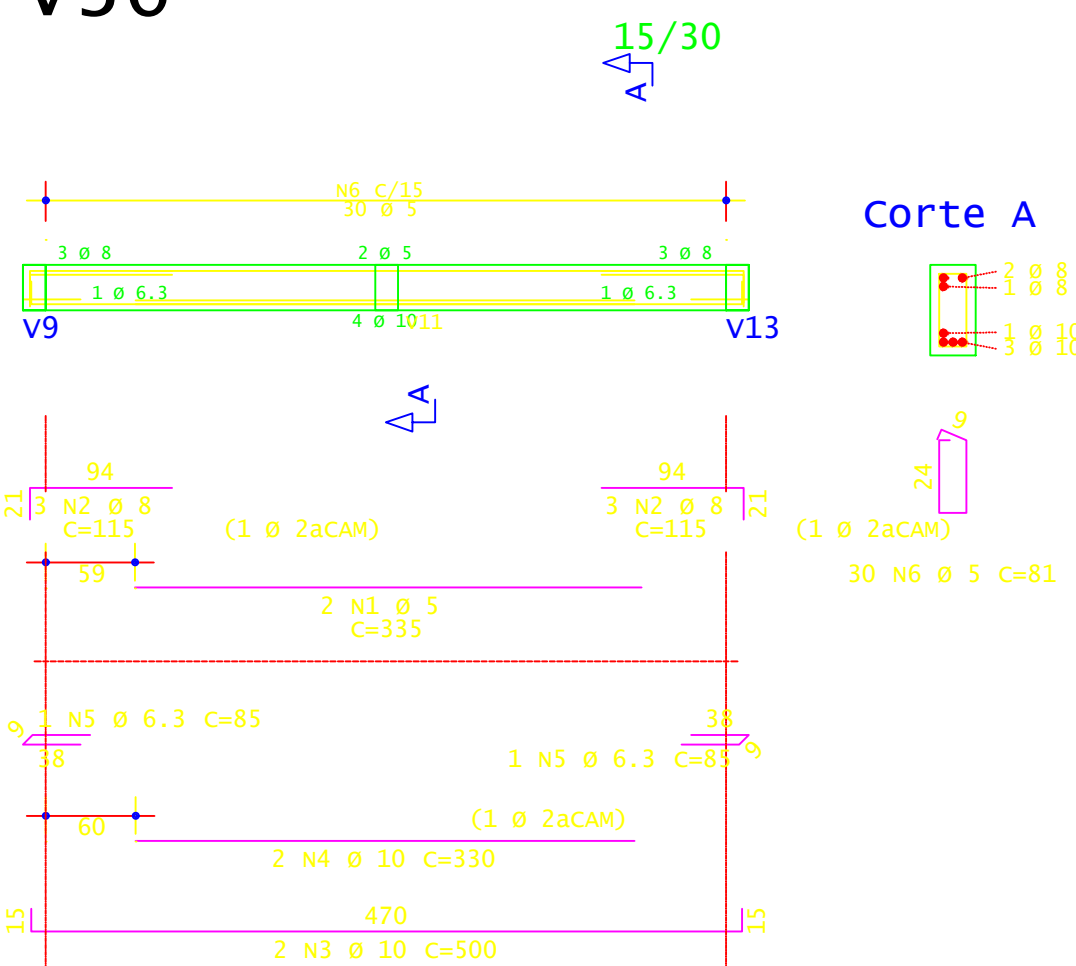 15/30
A
N6 C/15
30 Ø 5
Corte A
3 Ø 8
2 Ø 5
3 Ø 8
2 Ø 8
1 Ø 8
1 Ø 6.3
1 Ø 6.3
V9
4 Ø 10
V11
V13
1 Ø 10
3 Ø 10
A
94
94
9
24
21
3 N2 Ø 8
C=115
(1 Ø 2aCAM)
3 N2 Ø 8
C=115
21
(1 Ø 2aCAM)
59
30 N6 Ø 5 C=81
2 N1 Ø 5
C=335
9
1 N5 Ø 6.3 C=85
38
38
1 N5 Ø 6.3 C=85
9
60
(1 Ø 2aCAM)
2 N4 Ø 10 C=330
15
470
15
2 N3 Ø 10 C=500